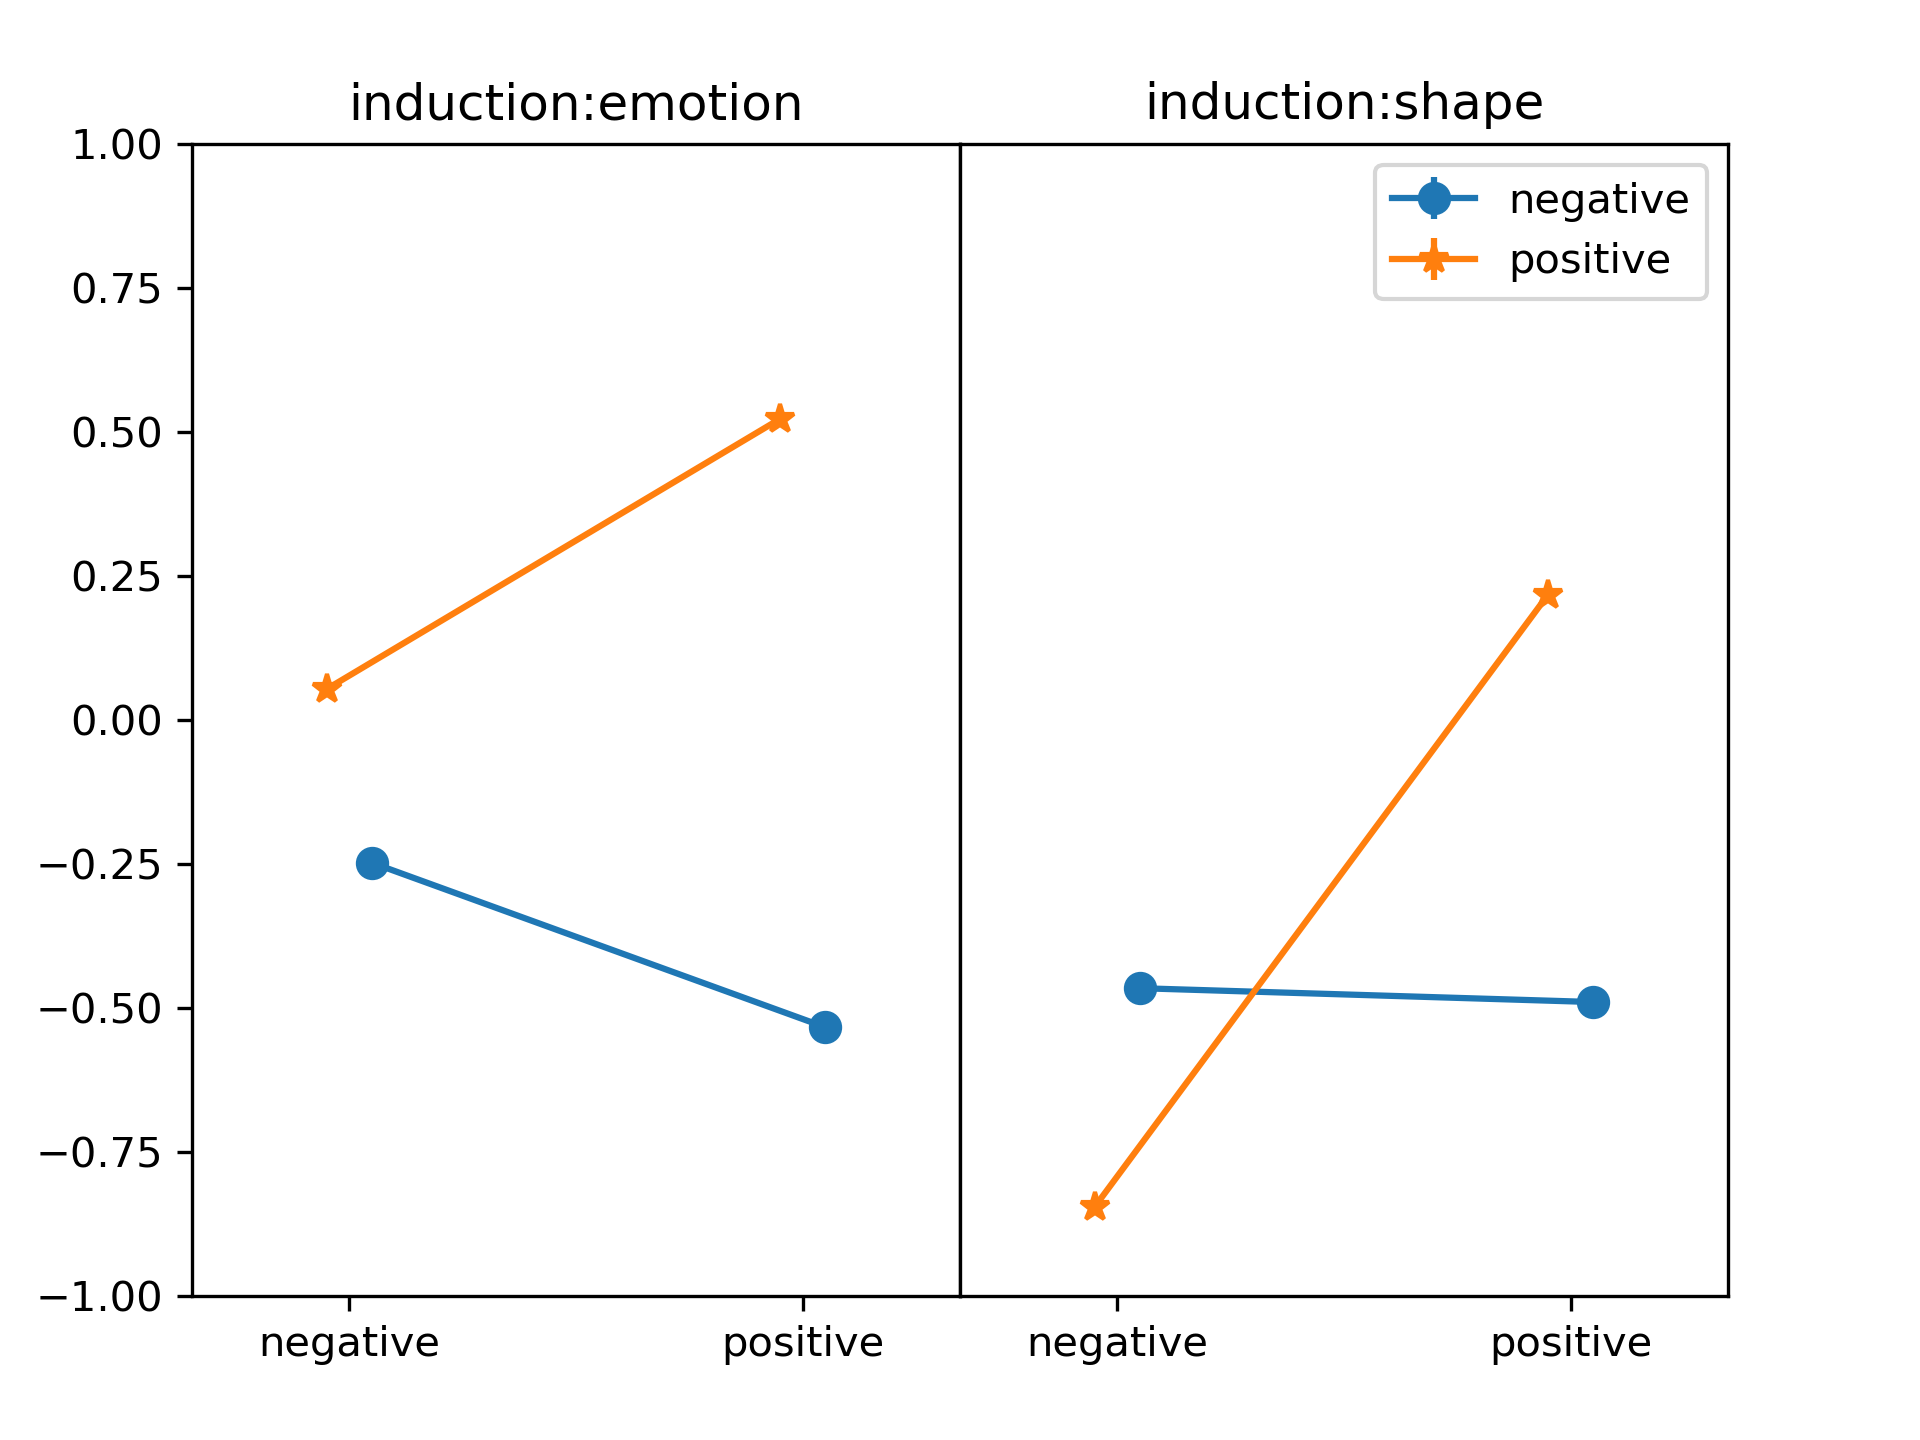 induction:emotion
induction:shape
1.00
0.75
0.50
0.25
0.00
−0.25
−0.50
−0.75
−1.00
negative
positive
negative
positive
negative
positive